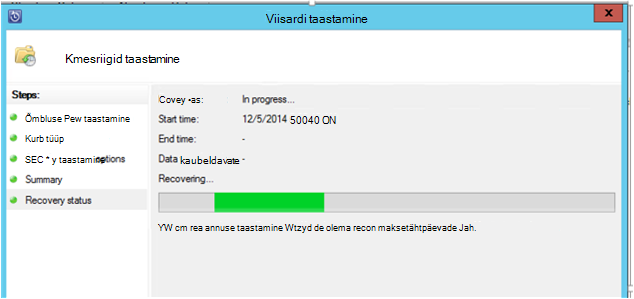 Viisardi taastamine
x
Kmesriigid taastamine
Steps:
Õmbluse Pew taastamine
Kurb tüüp
SEC * y taastamine options
Summary
Recovery status
Covey -as: In progress...
Start time: 12/5/2014 50040 ON
End time: -
Data kaubeldavate -
Recovering...
YW cm rea annuse taastamine Wtzyd de olema recon maksetähtpäevade Jah.